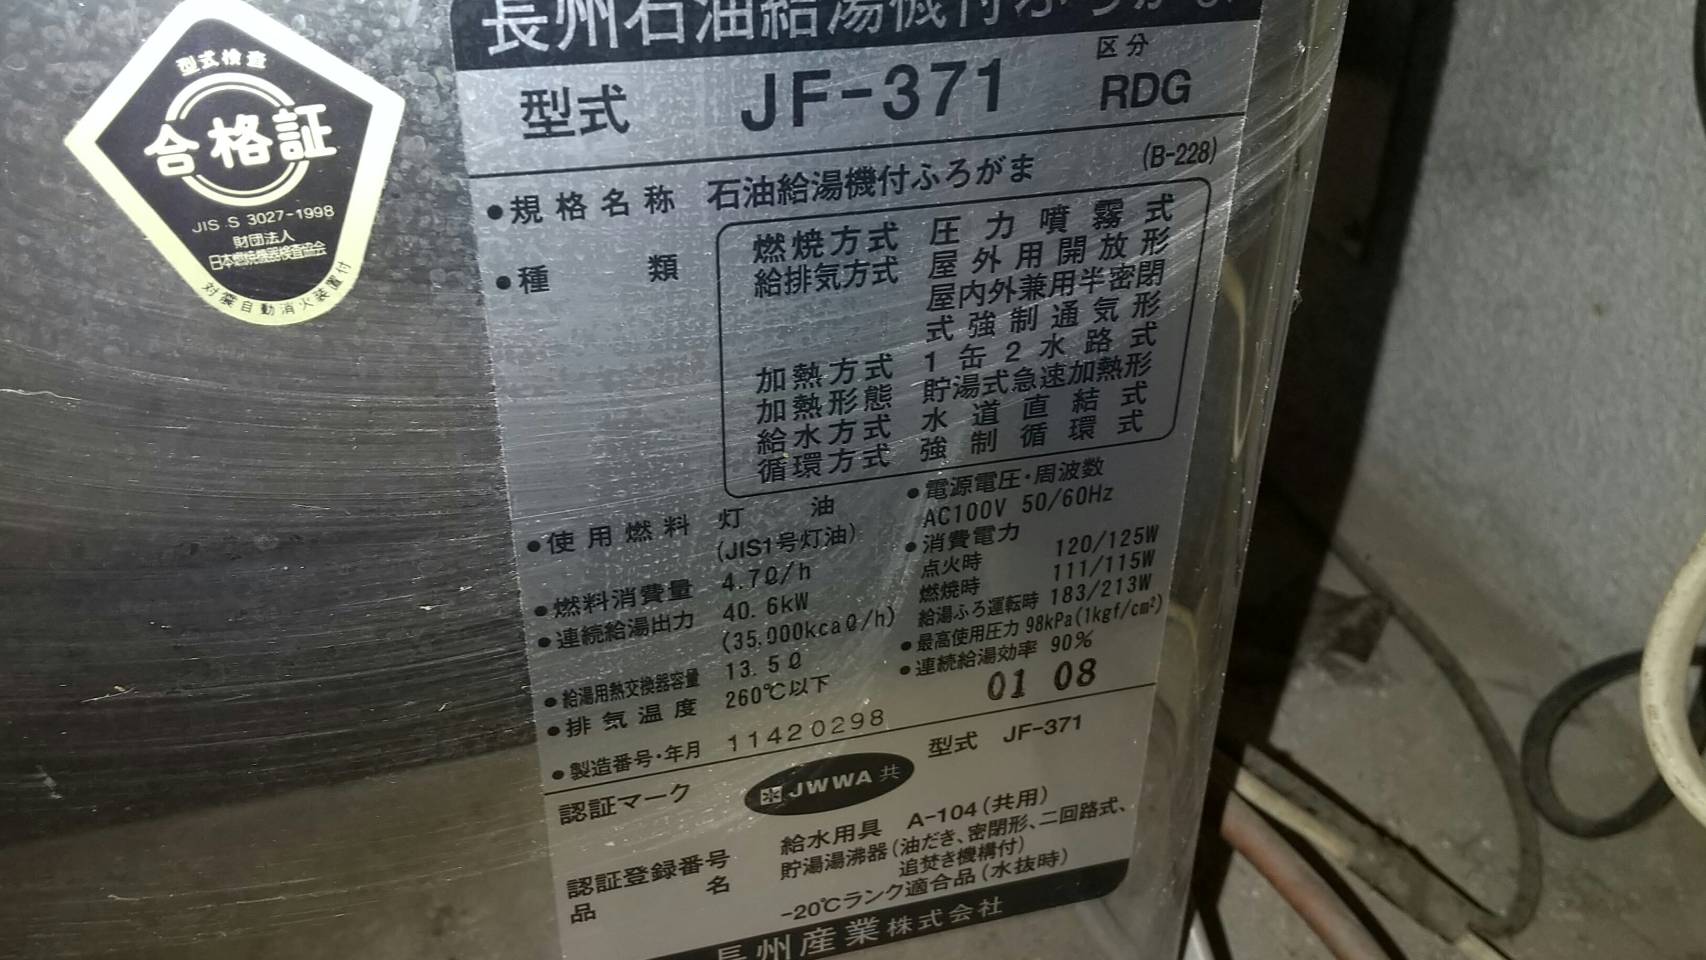 型式検査
合格証
JIS S 3027-1998
財団法人
日本燃焼機器検査協会
対震自動消火装置付
長州石油給湯機付ふろがま
型式 JF-371 区分 RDG
●規格名称 石油給湯機付ふろがま (B-228)
●種類 燃焼方式 圧力噴霧式
給排気方式 屋外用開放形
屋内外兼用半密閉
式強制通気形
加熱方式 1缶2水路式
加熱形態 貯湯式急速加熱形
給水方式 水道直結式
循環方式 強制循環式
●使用燃料 灯油
(JIS1号灯油)
●燃料消費量 4.7ℓ/h
●連続給湯出力 40.6kW
(35,000kcaℓ/h)
●給湯用熱交換器容量 13.5ℓ
●排気温度 260℃以下
●電源電圧・周波数
AC100V 50/60Hz
●消費電力
点火時 120/125W
燃焼時 111/115W
給湯ふろ運転時 183/213W
●最高使用圧力 98kPa(1kgf/cm²)
●連続給湯効率 90%
●製造番号・年月 11420298 01 08
認証マーク JWWA 共 型式 JF-371
認証登録番号 給水用具 A-104(共用)
品名 貯湯湯沸器(油だき、密閉形、二回路式、
追焚き機構付)
-20℃ランク適合品(水抜時)
長州産業株式会社